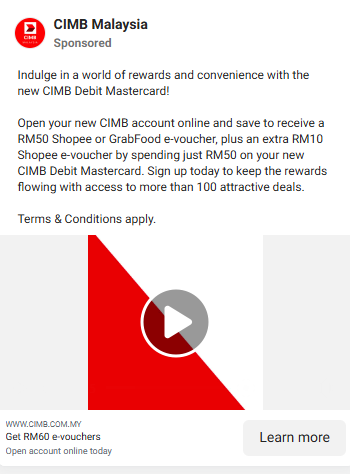 CIMB Malaysia
CIMB
Sponsored
Indulge in a world of rewards and convenience with the
new CIMB Debit Mastercard!
Open your new CIMB account online and save to receive a
RM50 Shopee or GrabFood e-voucher, plus an extra RM10
Shopee e-voucher by spending just RM50 on your new
CIMB Debit Mastercard. Sign up today to keep the rewards
flowing with access to more than 100 attractive deals.
Terms & Conditions apply.
WWW.CIMB.COM.MY
Get RM60 e-vouchers
Open account online today
Learn more